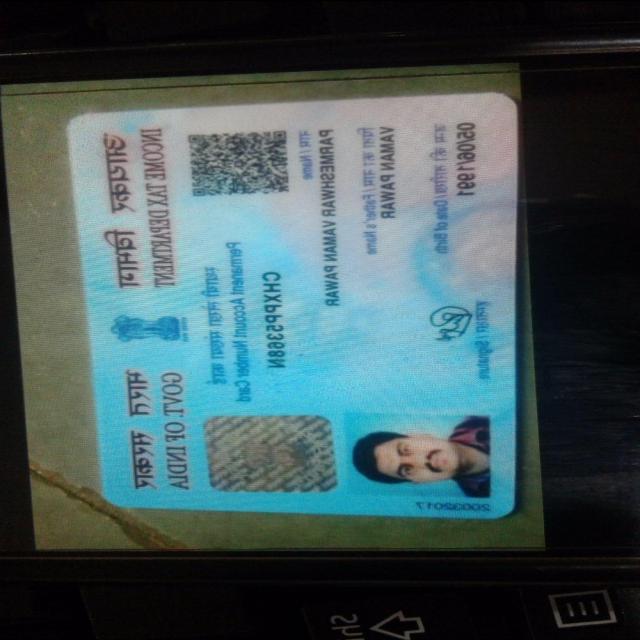 आयकर विभाग
INCOME TAX DEPARTMENT
भारत सरकार
GOVT. OF INDIA
स्थायी लेखा संख्या कार्ड
Permanent Account Number Card
CHXPP5388N
नाम / Name
PARMESHWAR VAMAN PAWAR
पिता का नाम / Father's Name
VAMAN PAWAR
जन्म की तारीख / Date of Birth
05/06/1991
हस्ताक्षर / Signature
20032017